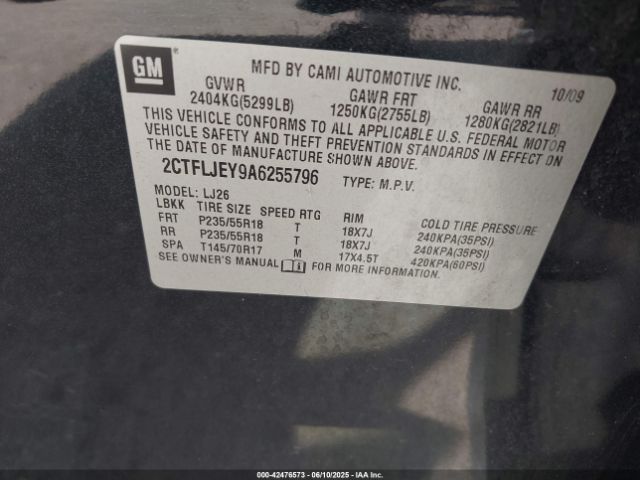 GM
MFD BY CAMI AUTOMOTIVE INC.
10/09
GVWR GAWR FRT GAWR RR
2404KG(5299LB) 1250KG(2755LB) 1280KG(2821LB)
THIS VEHICLE CONFORMS TO ALL APPLICABLE U.S. FEDERAL MOTOR
VEHICLE SAFETY AND THEFT PREVENTION STANDARDS IN EFFECT ON
THE DATE OF MANUFACTURE SHOWN ABOVE.
2CTFLJEY9A6255796 TYPE: M.P.V.
MODEL: LJ26
LBKK TIRE SIZE SPEED RTG RIM COLD TIRE PRESSURE
FRT P235/55R18 T 18X7J 240KPA(35PSI)
RR P235/55R18 T 18X7J 240KPA(35PSI)
SPA T145/70R17 M 17X4.5T 420KPA(60PSI)
SEE OWNER'S MANUAL FOR MORE INFORMATION.
000-42476573 - 06/10/2025 - IAA Inc.